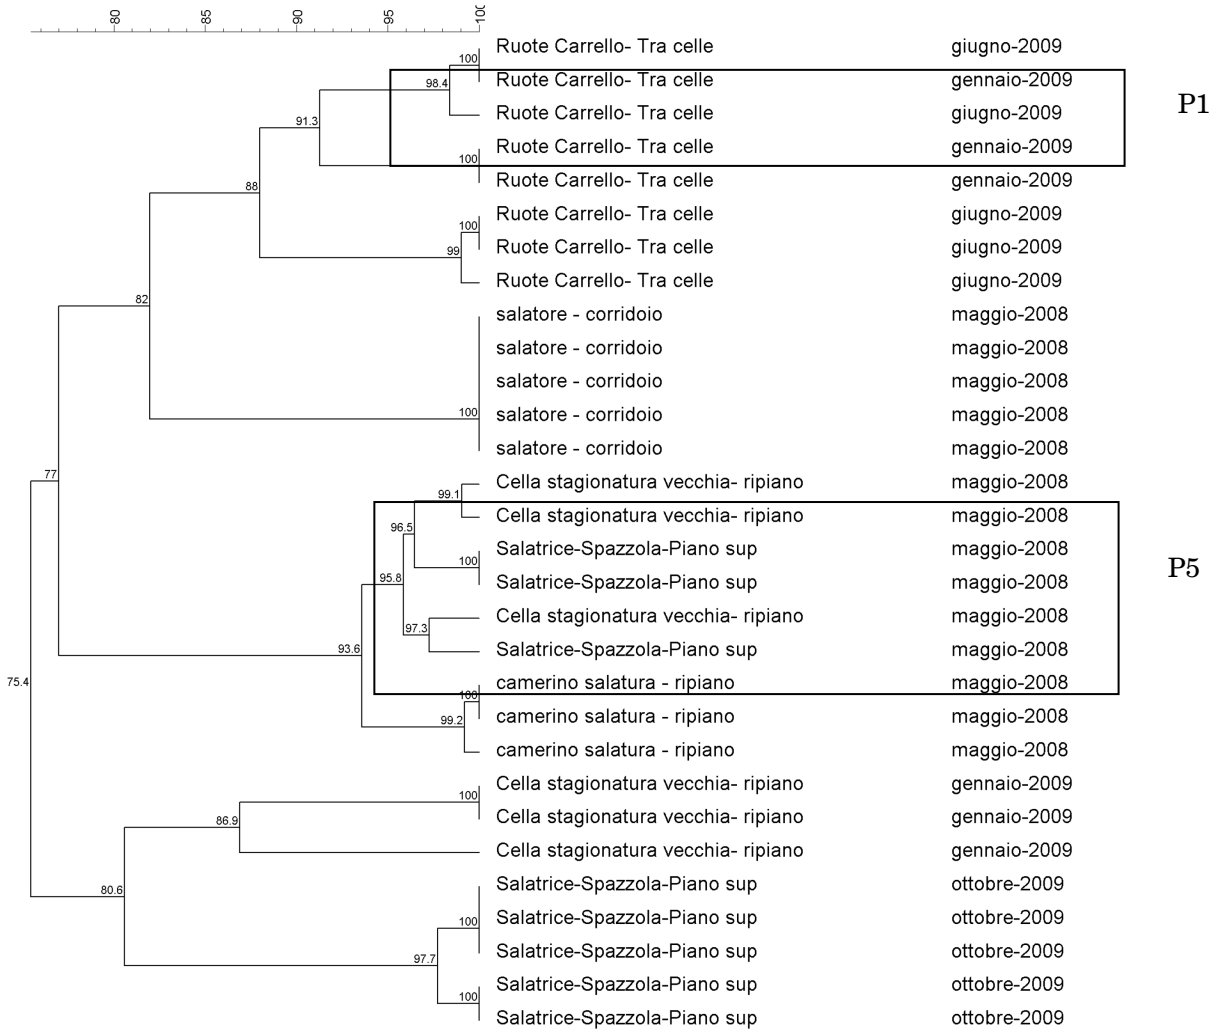 80 85 90 95 100
Ruote Carrello- Tra celle giugno-2009
100
Ruote Carrello- Tra celle gennaio-2009
98.4
P1
Ruote Carrello- Tra celle giugno-2009
91.3
Ruote Carrello- Tra celle gennaio-2009
100
Ruote Carrello- Tra celle gennaio-2009
88
Ruote Carrello- Tra celle giugno-2009
100
Ruote Carrello- Tra celle giugno-2009
99
Ruote Carrello- Tra celle giugno-2009
82
salatore - corridoio maggio-2008
salatore - corridoio maggio-2008
salatore - corridoio maggio-2008
100
salatore - corridoio maggio-2008
salatore - corridoio maggio-2008
77
Cella stagionatura vecchia- ripiano maggio-2008
99.1
Cella stagionatura vecchia- ripiano maggio-2008
96.5
Salatrice-Spazzola-Piano sup maggio-2008
100
P5
95.8
Salatrice-Spazzola-Piano sup maggio-2008
Cella stagionatura vecchia- ripiano maggio-2008
97.3
Salatrice-Spazzola-Piano sup maggio-2008
93.6
75.4
camerino salatura - ripiano maggio-2008
100
camerino salatura - ripiano maggio-2008
99.2
camerino salatura - ripiano maggio-2008
Cella stagionatura vecchia- ripiano gennaio-2009
100
Cella stagionatura vecchia- ripiano gennaio-2009
86.9
Cella stagionatura vecchia- ripiano gennaio-2009
80.6
Salatrice-Spazzola-Piano sup ottobre-2009
Salatrice-Spazzola-Piano sup ottobre-2009
100
Salatrice-Spazzola-Piano sup ottobre-2009
97.7
Salatrice-Spazzola-Piano sup ottobre-2009
100
Salatrice-Spazzola-Piano sup ottobre-2009